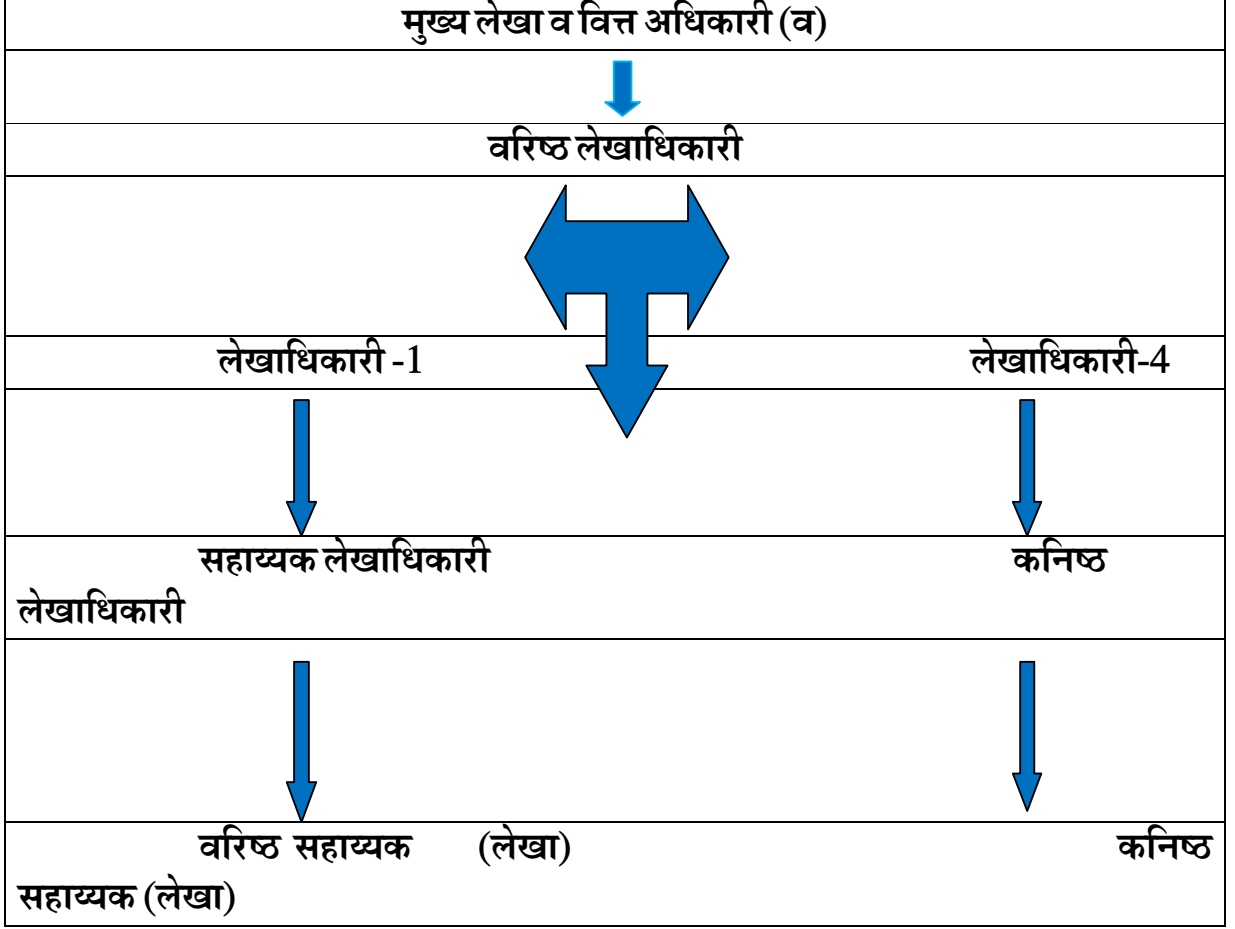 मुख्य लेखा व वित्त अधिकारी (व)
वरिष्ठ लेखाधिकारी
लेखाधिकारी -1 लेखाधिकारी-4
सहाय्यक लेखाधिकारी कनिष्ठ
लेखाधिकारी
वरिष्ठ सहाय्यक (लेखा) कनिष्ठ
सहाय्यक (लेखा)